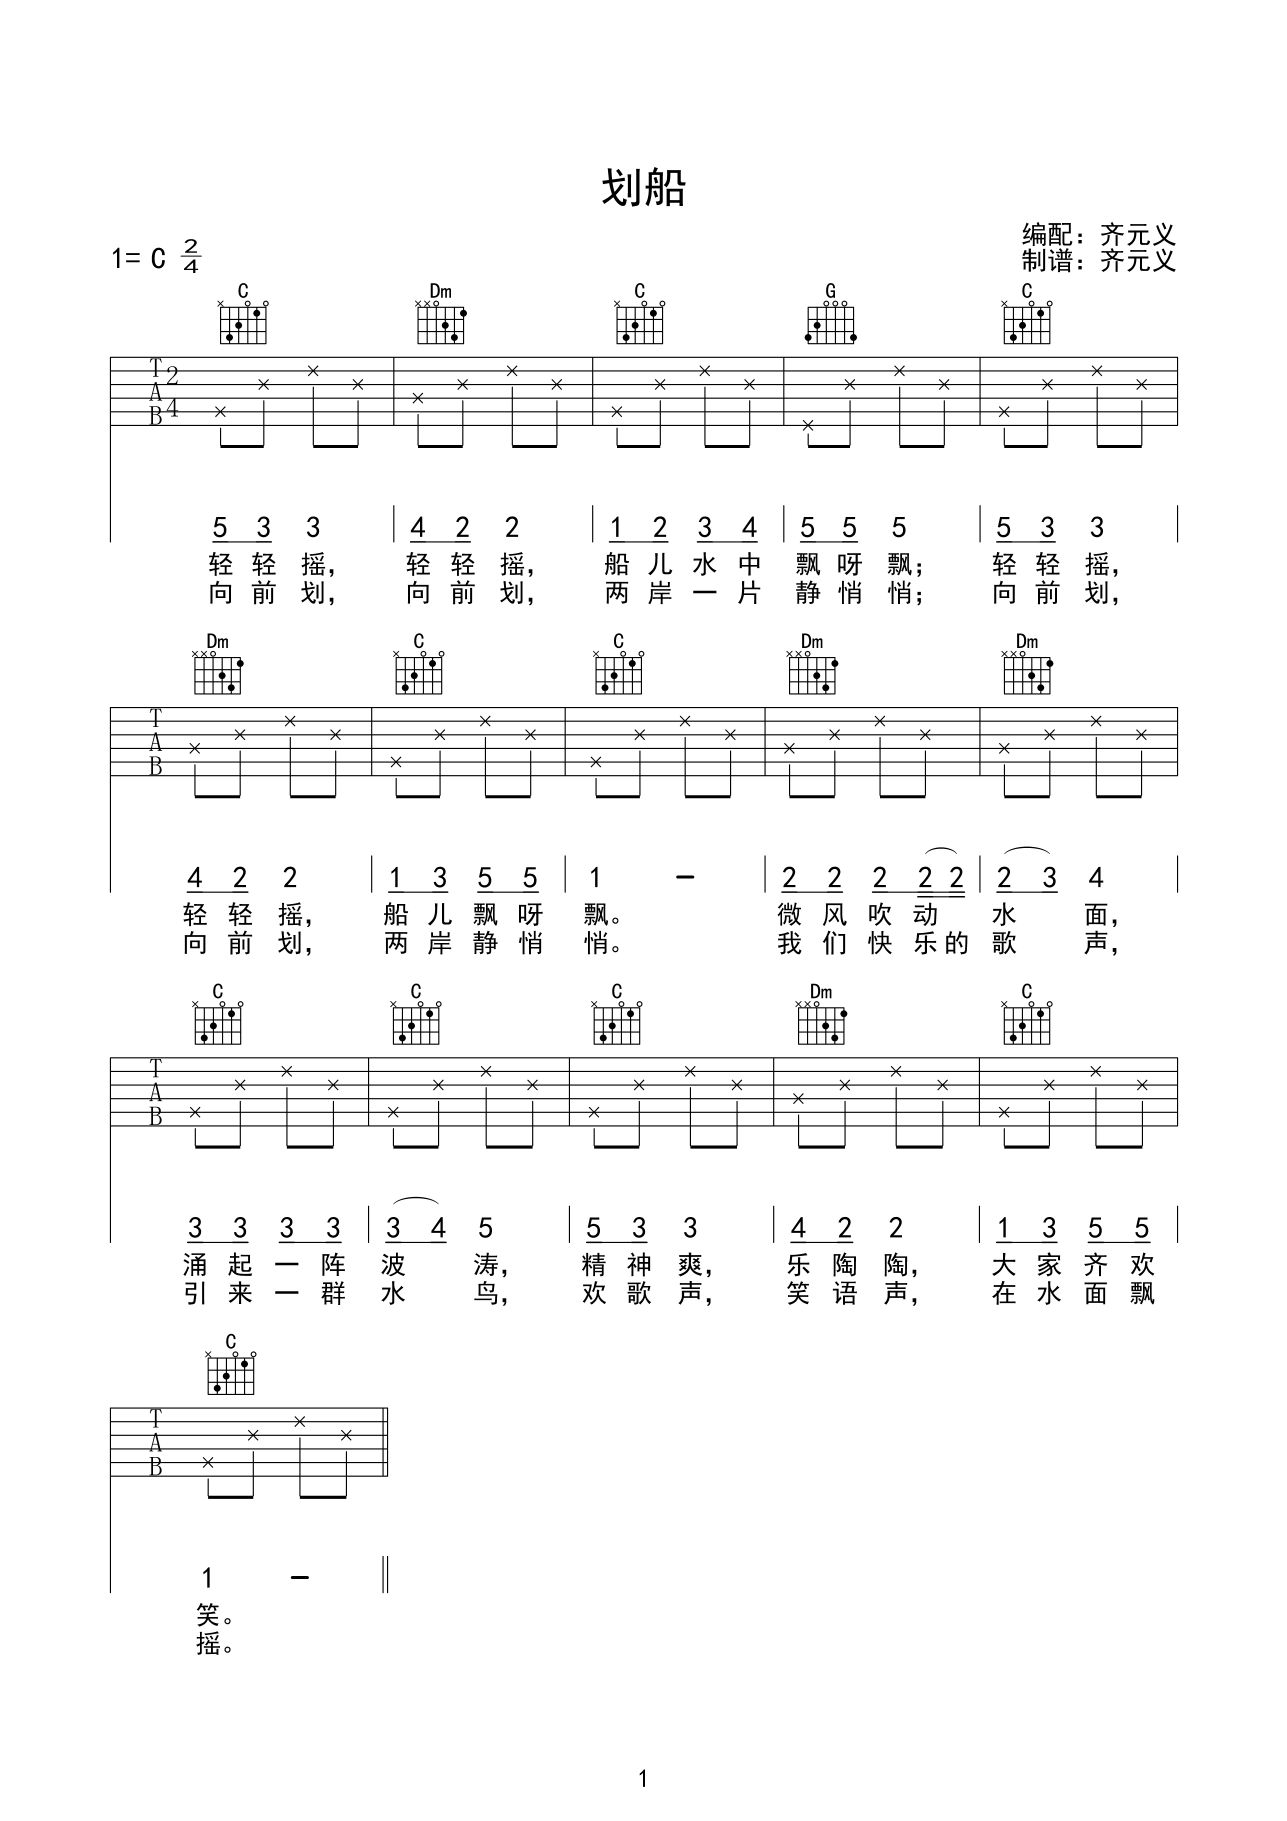 划船
编配：齐元义
1= C 2/4 制谱：齐元义
C Dm C G C
T A B 2 4
5 3 3 4 2 2 1 2 3 4 5 5 5 5 3 3
轻轻摇， 轻轻摇， 船儿水中 飘呀飘； 轻轻摇，
向前划， 向前划， 两岸一片 静悄悄； 向前划，
Dm C C Dm Dm
T A B
4 2 2 1 3 5 5 1 – 2 2 2 2 2 2 3 4
轻轻摇， 船儿飘呀 飘。 微风吹动 水面，
向前划， 两岸静悄 悄。 我们快乐的 歌声，
C C C Dm C
T A B
3 3 3 3 3 4 5 5 3 3 4 2 2 1 3 5 5
涌起一阵 波涛， 精神爽， 乐陶陶， 大家齐欢
引来一群 水鸟， 欢歌声， 笑语声， 在水面飘
C
T A B
1 –
笑。
摇。
1